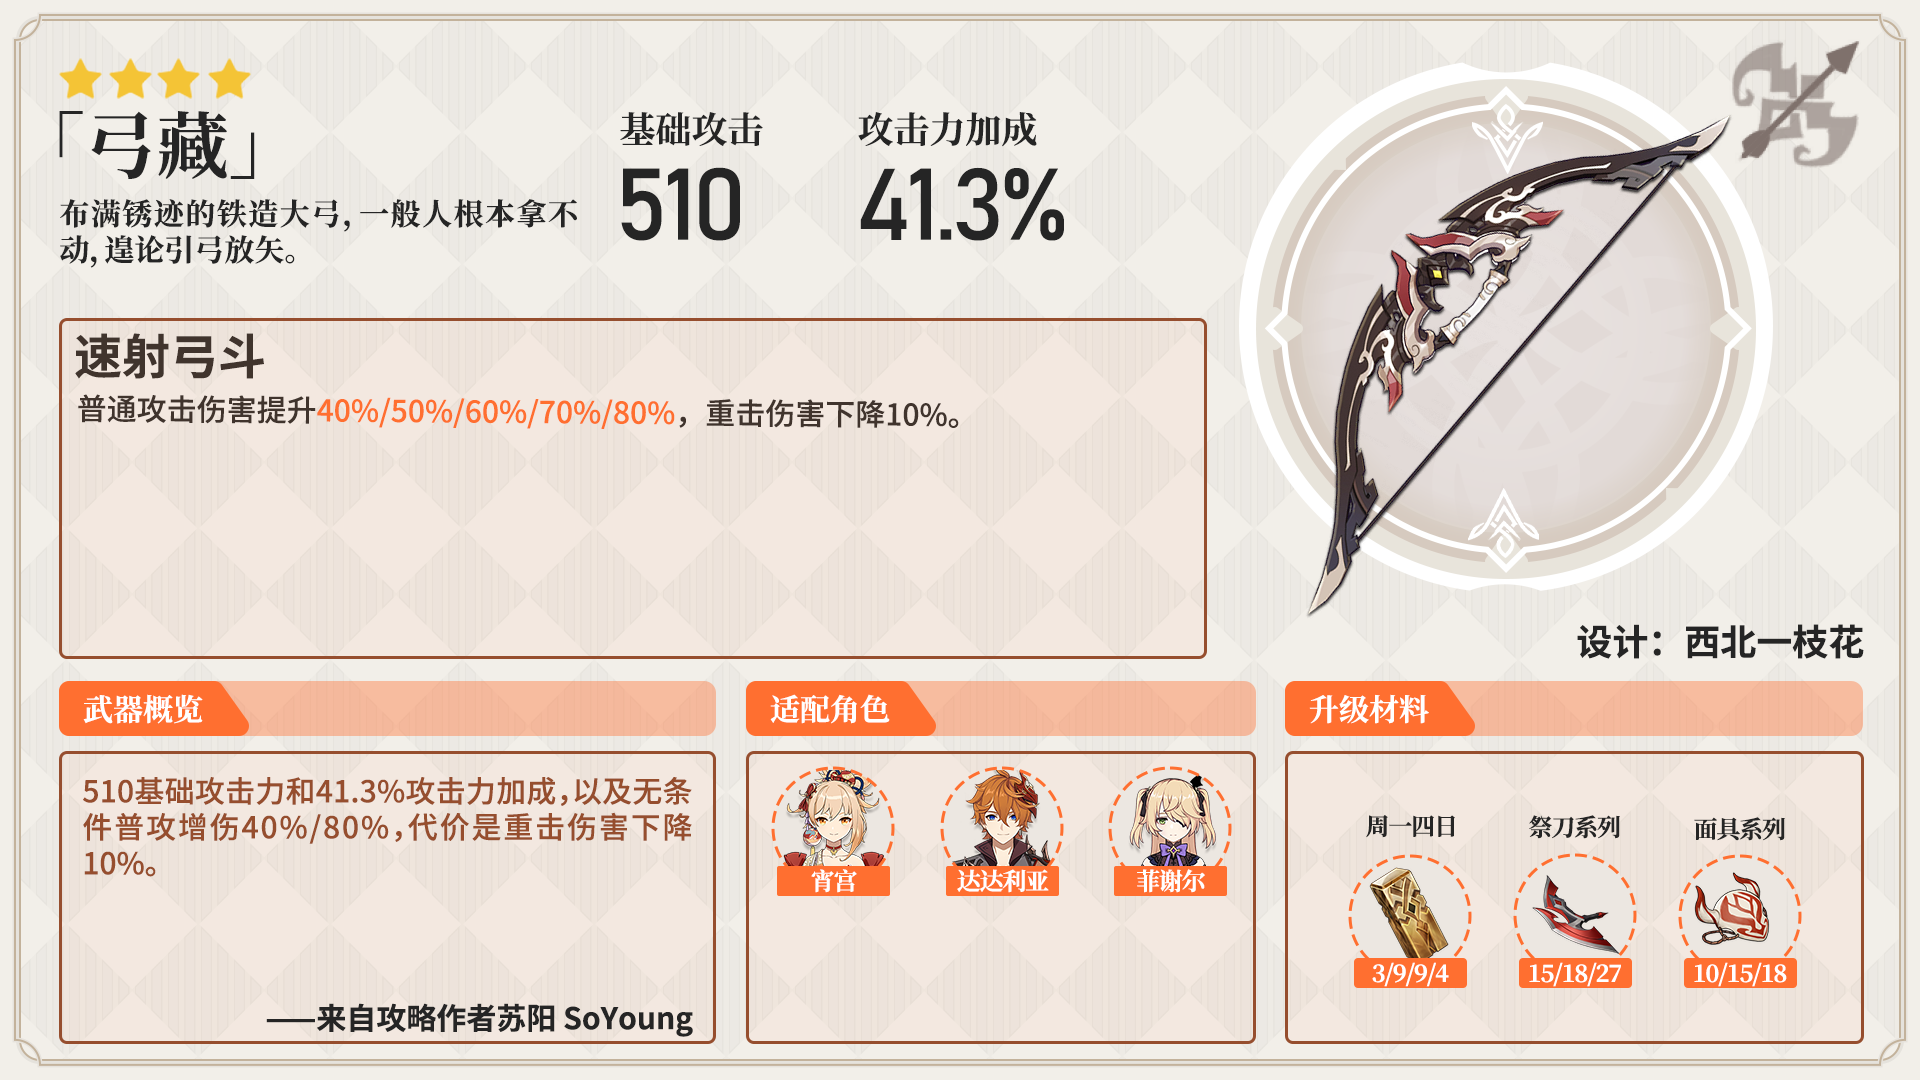 「弓藏」
布满锈迹的铁造大弓，一般人根本拿不
动，遑论引弓放矢。
基础攻击
510
攻击力加成
41.3%
速射弓斗
普通攻击伤害提升40%/50%/60%/70%/80%，重击伤害下降10%。
设计：西北一枝花
武器概览
510基础攻击力和41.3%攻击力加成，以及无条
件普攻增伤40%/80%，代价是重击伤害下降
10%。
——来自攻略作者苏阳 SoYoung
适配角色
宵宫
达达利亚
菲谢尔
升级材料
周一四日
祭刀系列
面具系列
3/9/9/4
15/18/27
10/15/18